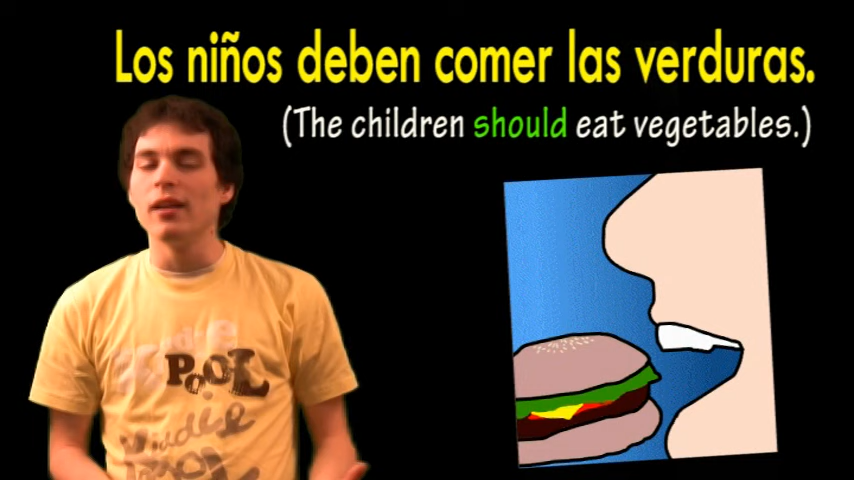 Los niños deben comer las verduras.
(The children should eat vegetables.)
POOL